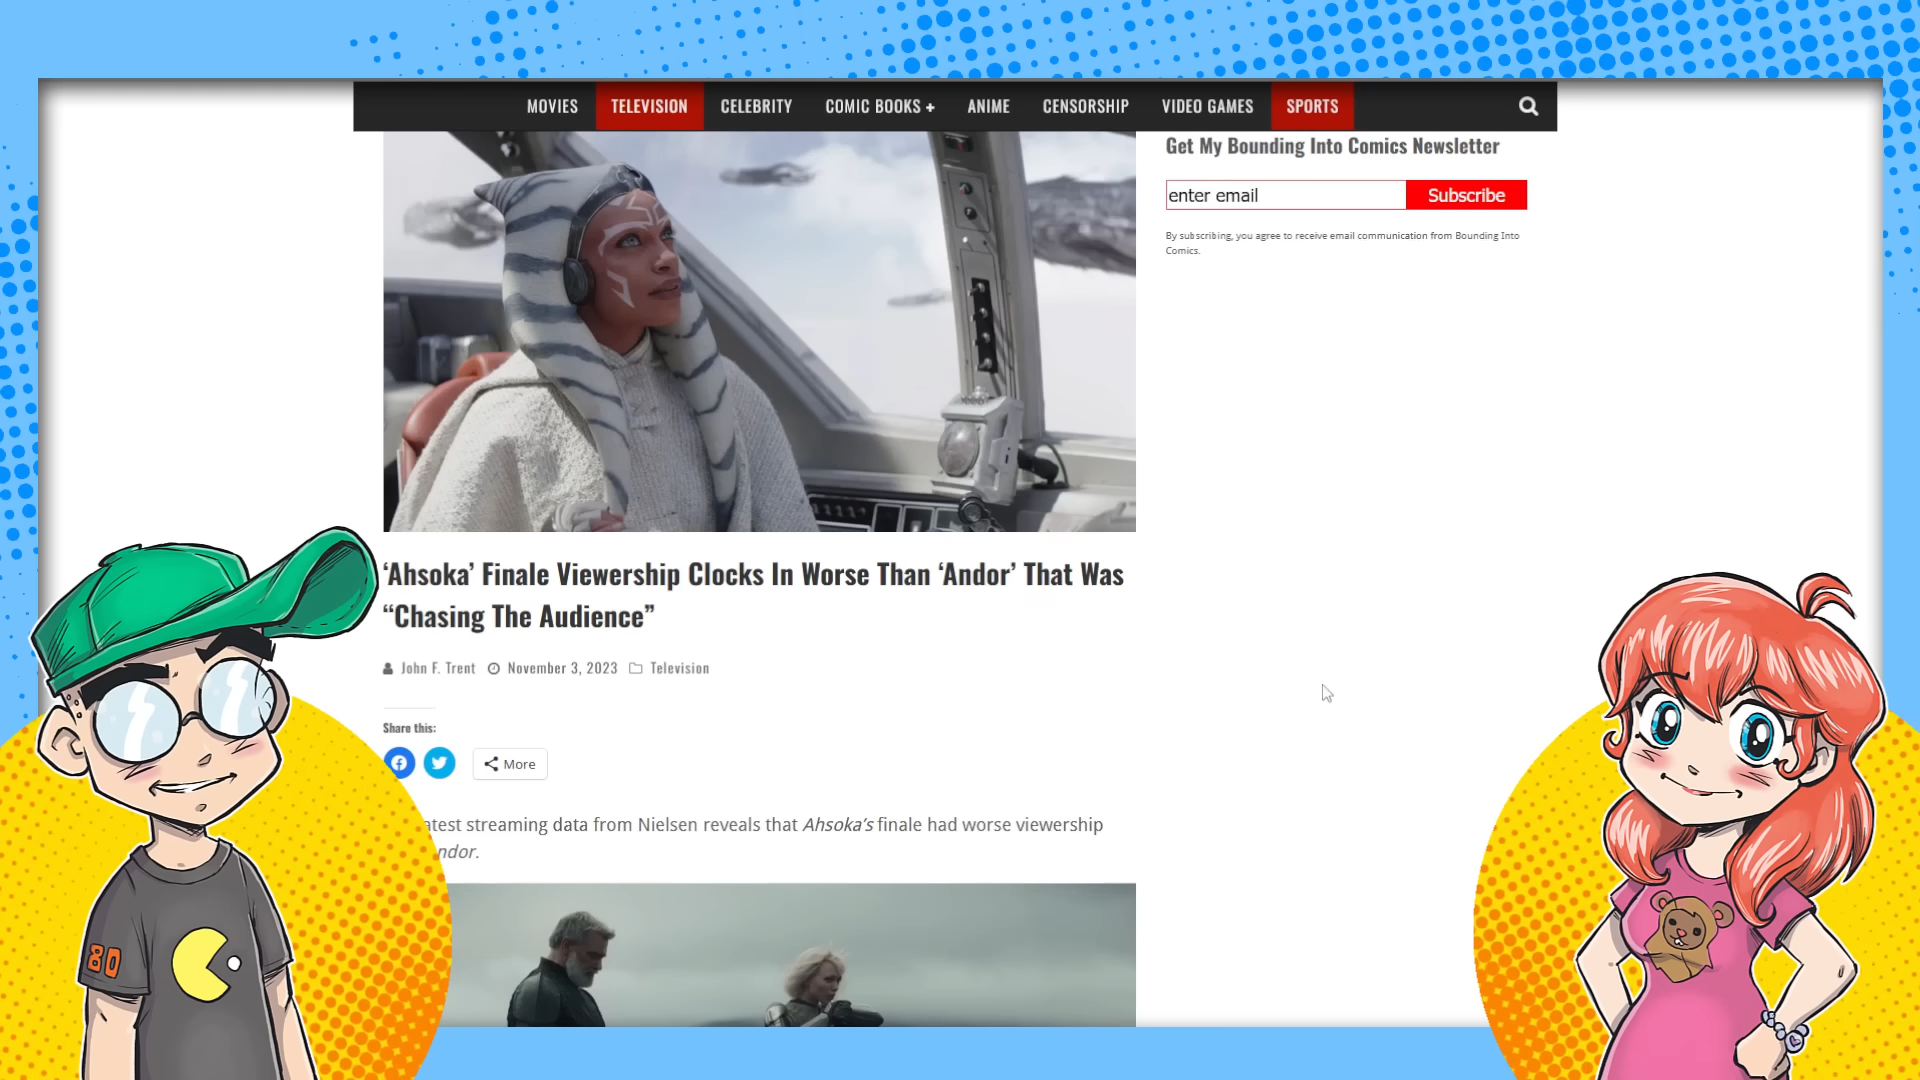 MOVIES TELEVISION CELEBRITY COMIC BOOKS + ANIME CENSORSHIP VIDEO GAMES SPORTS
Get My Bounding Into Comics Newsletter
enter email Subscribe
By subscribing, you agree to receive email communication from Bounding Into
Comics.
‘Ahsoka’ Finale Viewership Clocks In Worse Than ‘Andor’ That Was
“Chasing The Audience”
John F. Trent November 3, 2023 Television
Share this:
More
atest streaming data from Nielsen reveals that Ahsoka’s finale had worse viewership
ndor.
80